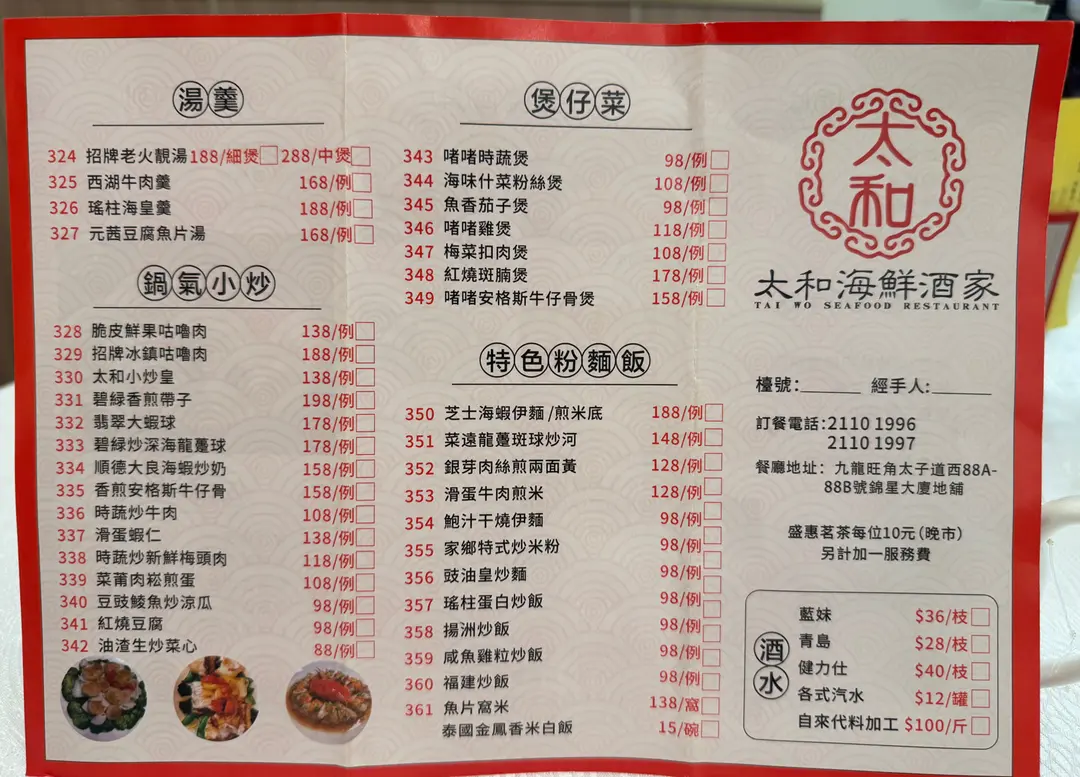 湯羹
324 招牌老火靚湯 188/細煲 288/中煲
325 西湖牛肉羹 168/例
326 瑤柱海皇羹 188/例
327 元茜豆腐魚片湯 168/例
鍋氣小炒
328 脆皮鮮果咕嚕肉 138/例
329 招牌冰鎮咕嚕肉 188/例
330 太和小炒皇 138/例
331 碧綠香煎帶子 198/例
332 翡翠大蝦球 178/例
333 碧綠炒深海龍躉球 178/例
334 順德大良海蝦炒奶 158/例
335 香煎安格斯牛仔骨 158/例
336 時蔬炒牛肉 108/例
337 滑蛋蝦仁 138/例
338 時蔬炒新鮮梅頭肉 118/例
339 菜莆肉崧煎蛋 108/例
340 豆豉鯪魚炒涼瓜 98/例
341 紅燒豆腐 98/例
342 油渣生炒菜心 88/例
煲仔菜
343 啫啫時蔬煲 98/例
344 海味什菜粉絲煲 108/例
345 魚香茄子煲 98/例
346 啫啫雞煲 118/例
347 梅菜扣肉煲 108/例
348 紅燒斑腩煲 178/例
349 啫啫安格斯牛仔骨煲 158/例
特色粉麵飯
350 芝士海蝦伊麵/煎米底 188/例
351 菜遠龍躉斑球炒河 148/例
352 銀芽肉絲煎兩面黃 128/例
353 滑蛋牛肉煎米 128/例
354 鮑汁干燒伊麵 98/例
355 家鄉特式炒米粉 98/例
356 豉油皇炒麵 98/例
357 瑤柱蛋白炒飯 98/例
358 揚洲炒飯 98/例
359 咸魚雞粒炒飯 98/例
360 福建炒飯 98/例
361 魚片窩米 138/窩
泰國金鳳香米白飯 15/碗
太和
太和海鮮酒家
TAI WO SEAFOOD RESTAURANT
檯號：______ 經手人:______
訂餐電話：2110 1996
2110 1997
餐廳地址： 九龍旺角太子道西88A-
88B號錦星大廈地舖
盛惠茗茶每位10元（晚市）
另計加一服務費
酒水
藍妹 $36/枝
青島 $28/枝
健力仕 $40/枝
各式汽水 $12/罐
自來代料加工 $100/斤